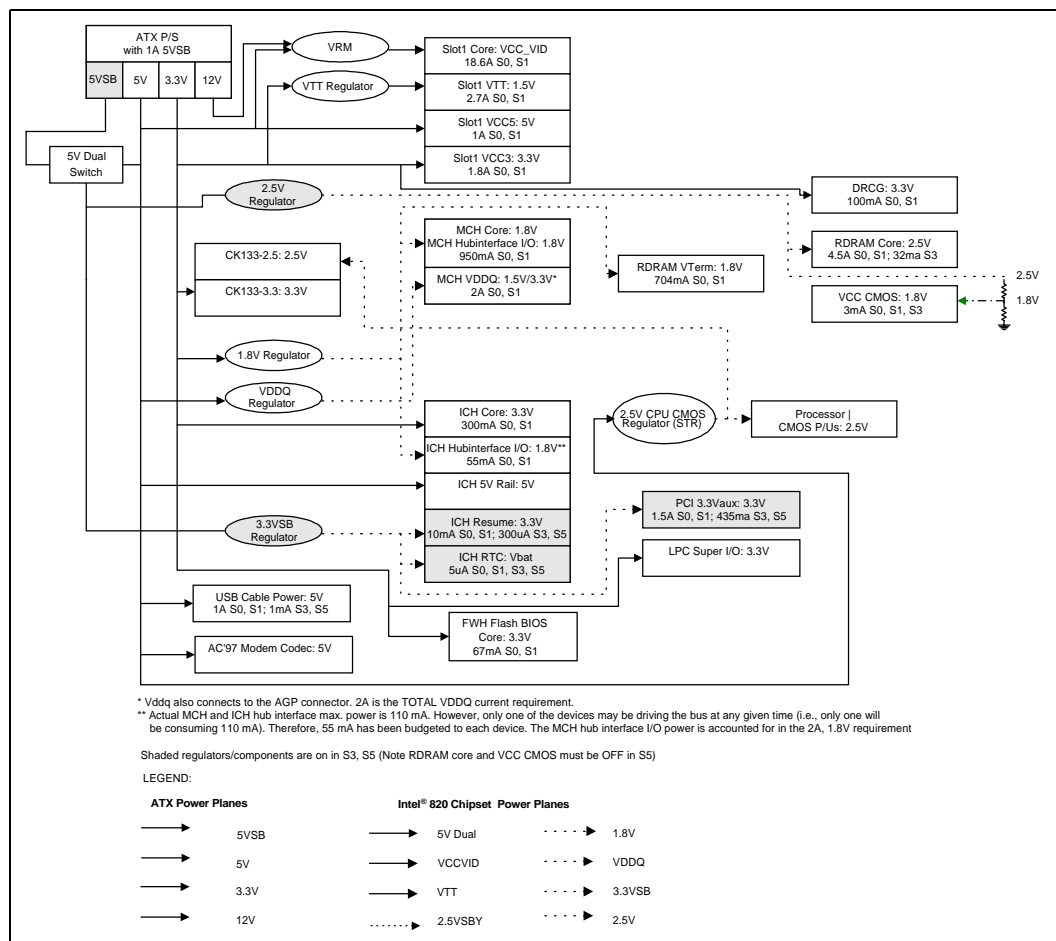 ATX P/S
with 1A 5VSB
5VSB
5V
3.3V
12V
VRM
VTT Regulator
Slot1 Core: VCC_VID
18.6A S0, S1
Slot1 VTT: 1.5V
2.7A S0, S1
Slot1 VCC5: 5V
1A S0, S1
Slot1 VCC3: 3.3V
1.8A S0, S1
5V Dual
Switch
2.5V
Regulator
DRCG: 3.3V
100mA S0, S1
MCH Core: 1.8V
MCH Hubinterface I/O: 1.8V
950mA S0, S1
MCH VDDQ: 1.5V/3.3V*
2A S0, S1
RDRAM Core: 2.5V
4.5A S0, S1; 32ma S3
CK133-2.5: 2.5V
CK133-3.3: 3.3V
RDRAM VTerm: 1.8V
704mA S0, S1
2.5V
1.8V
VCC CMOS: 1.8V
3mA S0, S1, S3
1.8V Regulator
VDDQ
Regulator
ICH Core: 3.3V
300mA S0, S1
ICH Hubinterface I/O: 1.8V**
55mA S0, S1
ICH 5V Rail: 5V
ICH Resume: 3.3V
10mA S0, S1; 300uA S3, S5
ICH RTC: Vbat
5uA S0, S1, S3, S5
2.5V CPU CMOS
Regulator (STR)
Processor |
CMOS P/Us: 2.5V
3.3VSB
Regulator
PCI 3.3Vaux: 3.3V
1.5A S0, S1; 435ma S3, S5
LPC Super I/O: 3.3V
USB Cable Power: 5V
1A S0, S1; 1mA S3, S5
FWH Flash BIOS
Core: 3.3V
67mA S0, S1
AC'97 Modem Codec: 5V
* Vddq also connects to the AGP connector. 2A is the TOTAL VDDQ current requirement.
** Actual MCH and ICH hub interface max. power is 110 mA. However, only one of the devices may be driving the bus at any given time (i.e., only one will
be consuming 110 mA). Therefore, 55 mA has been budgeted to each device. The MCH hub interface I/O power is accounted for in the 2A, 1.8V requirement
Shaded regulators/components are on in S3, S5 (Note RDRAM core and VCC CMOS must be OFF in S5)
LEGEND:
ATX Power Planes
Intel® 820 Chipset Power Planes
5VSB
5V Dual
1.8V
5V
VCCVID
VDDQ
3.3V
VTT
3.3VSB
12V
2.5VSBY
2.5V